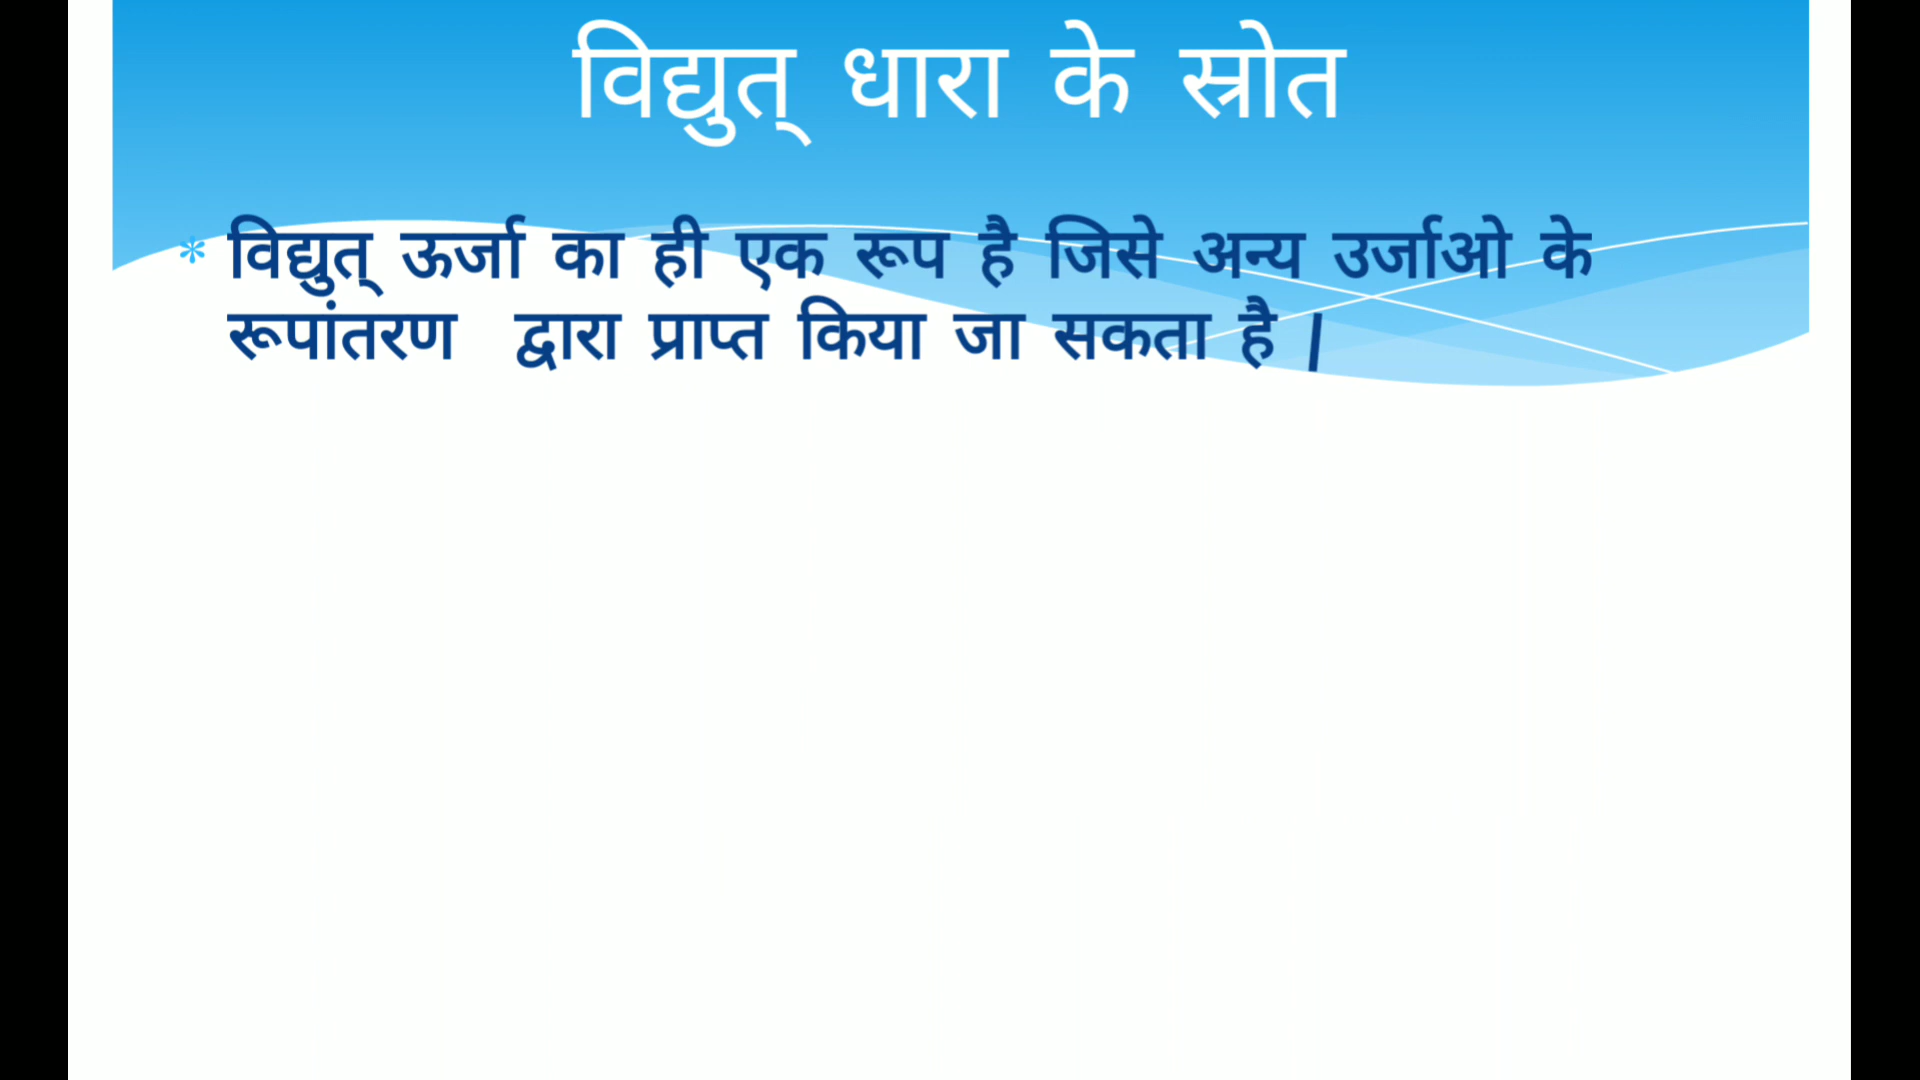 विद्युत् धारा के स्रोत
* विद्युत् ऊर्जा का ही एक रूप है जिसे अन्य उर्जाओ के
रूपांतरण द्वारा प्राप्त किया जा सकता है |